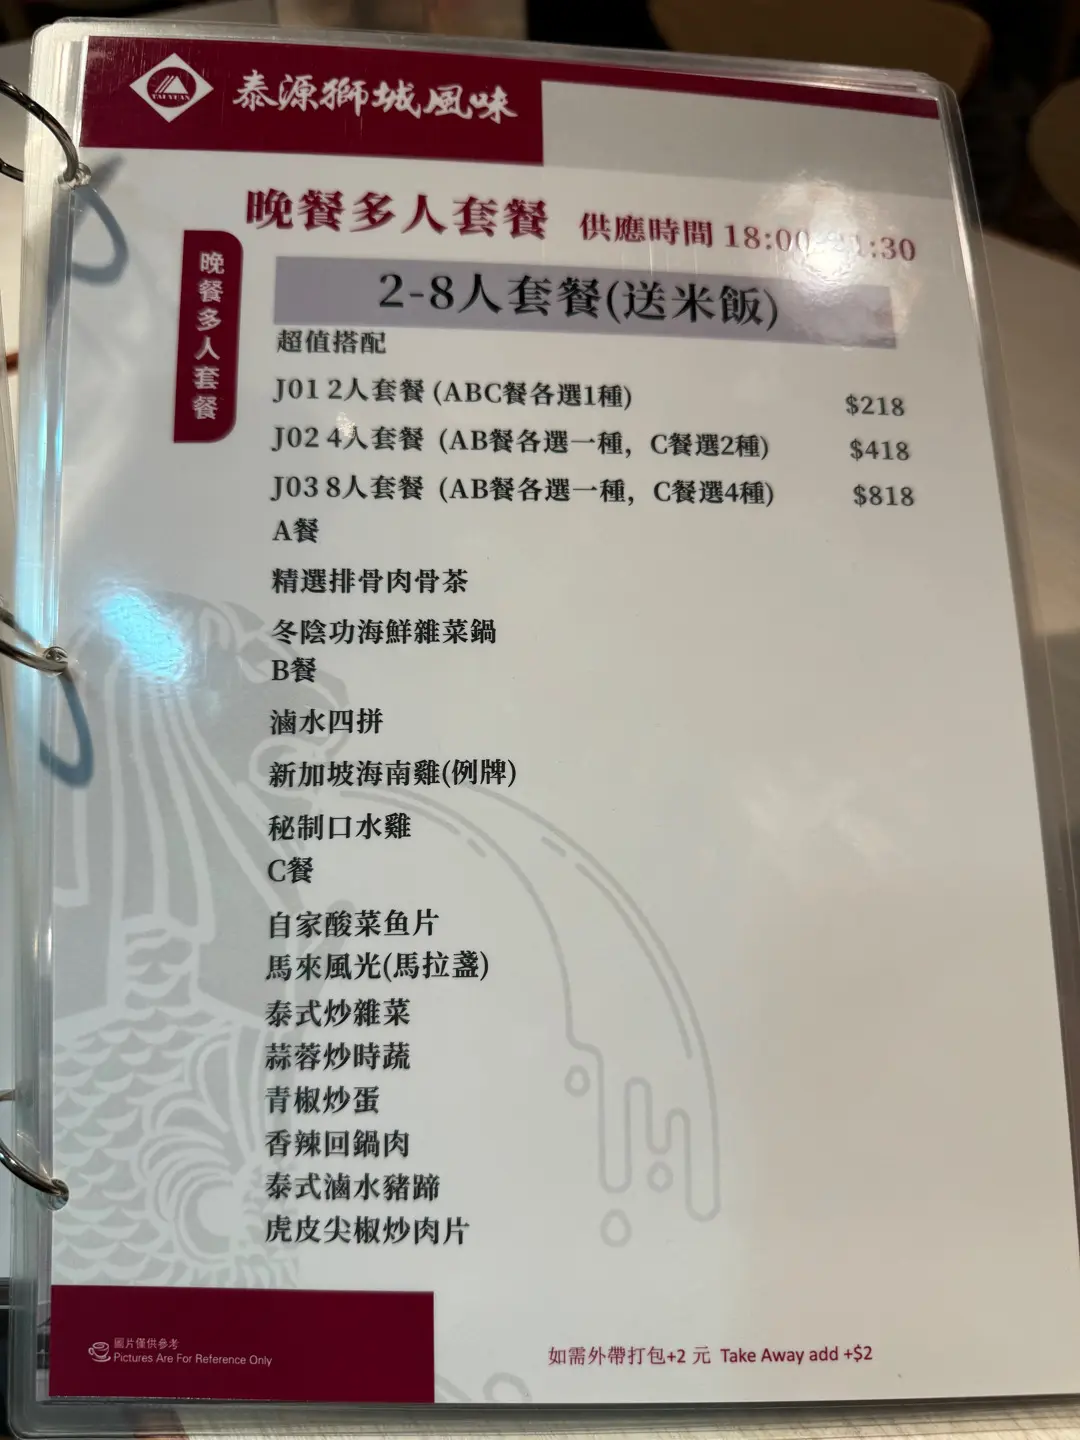 TAI YUAN
泰源獅城風味
晚餐多人套餐 供應時間 18:00-21:30
晚餐多人套餐
2-8人套餐(送米飯)
超值搭配
J01 2人套餐 (ABC餐各選1種) $218
J02 4人套餐 (AB餐各選一種，C餐選2種) $418
J03 8人套餐 (AB餐各選一種，C餐選4種) $818
A餐
精選排骨肉骨茶
冬陰功海鮮雜菜鍋
B餐
滷水四拼
新加坡海南雞(例牌)
秘制口水雞
C餐
自家酸菜鱼片
馬來風光(馬拉盞)
泰式炒雜菜
蒜蓉炒時蔬
青椒炒蛋
香辣回鍋肉
泰式滷水豬蹄
虎皮尖椒炒肉片
圖片僅供參考
Pictures Are For Reference Only
如需外帶打包+2 元 Take Away add +$2